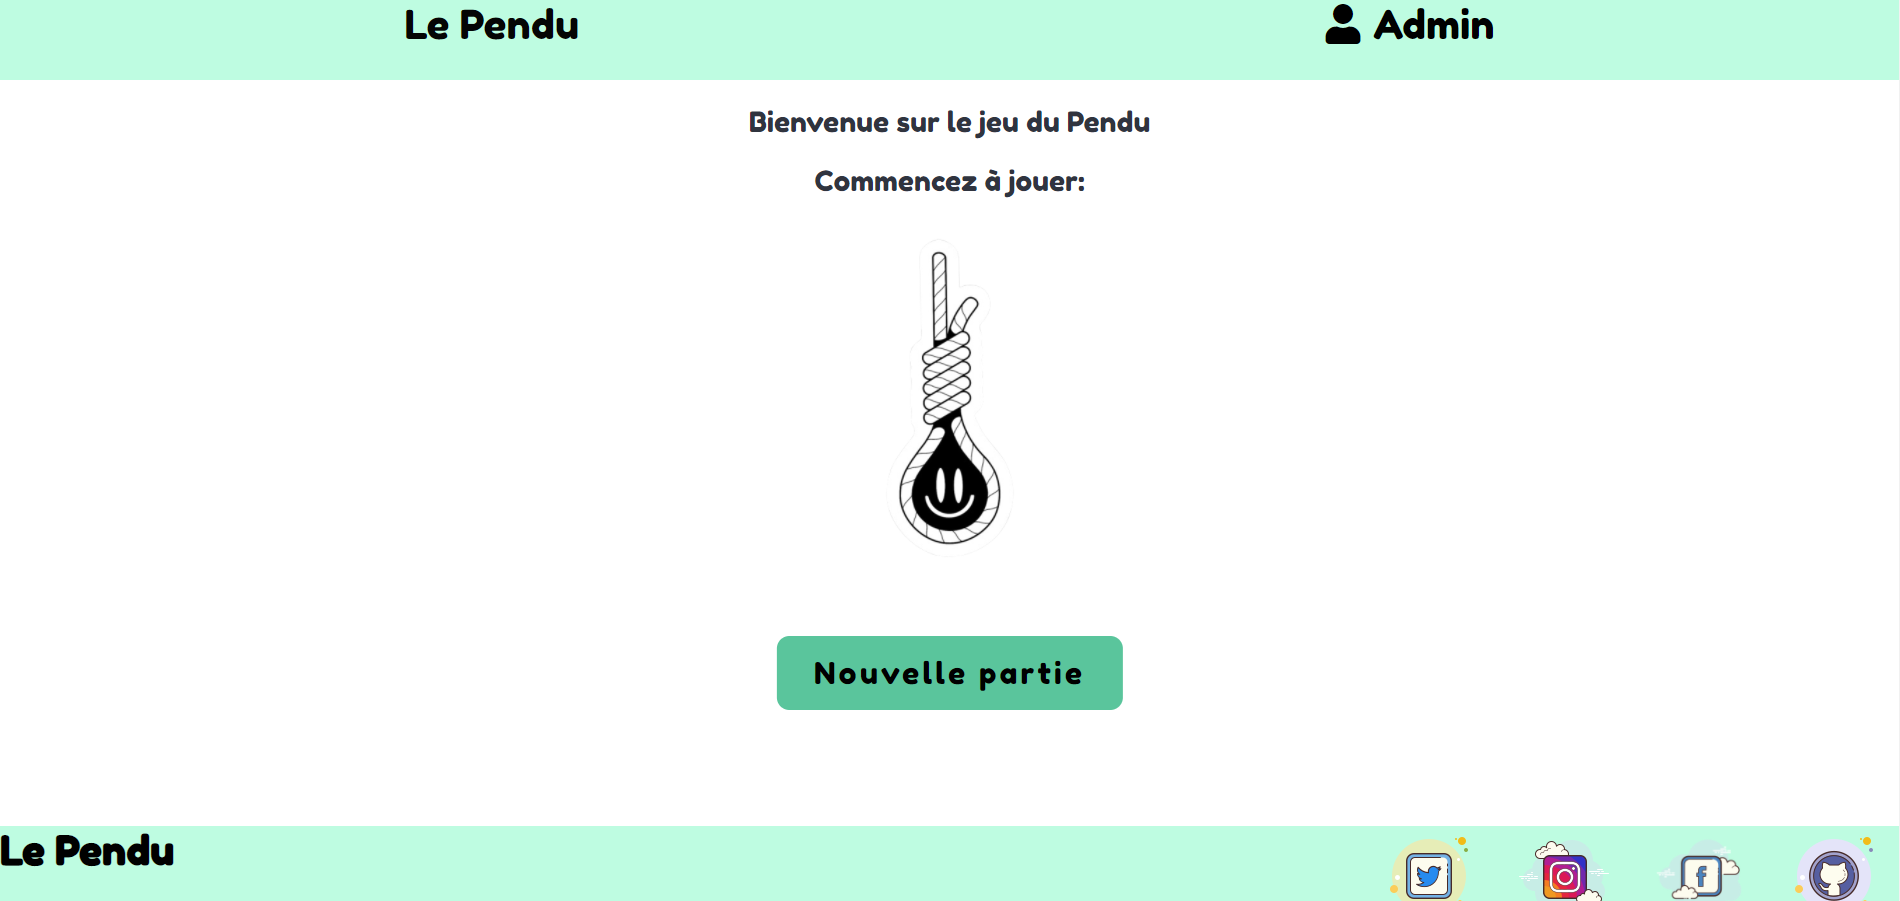 Le Pendu
Admin
Bienvenue sur le jeu du Pendu
Commencez à jouer:
Nouvelle partie
Le Pendu